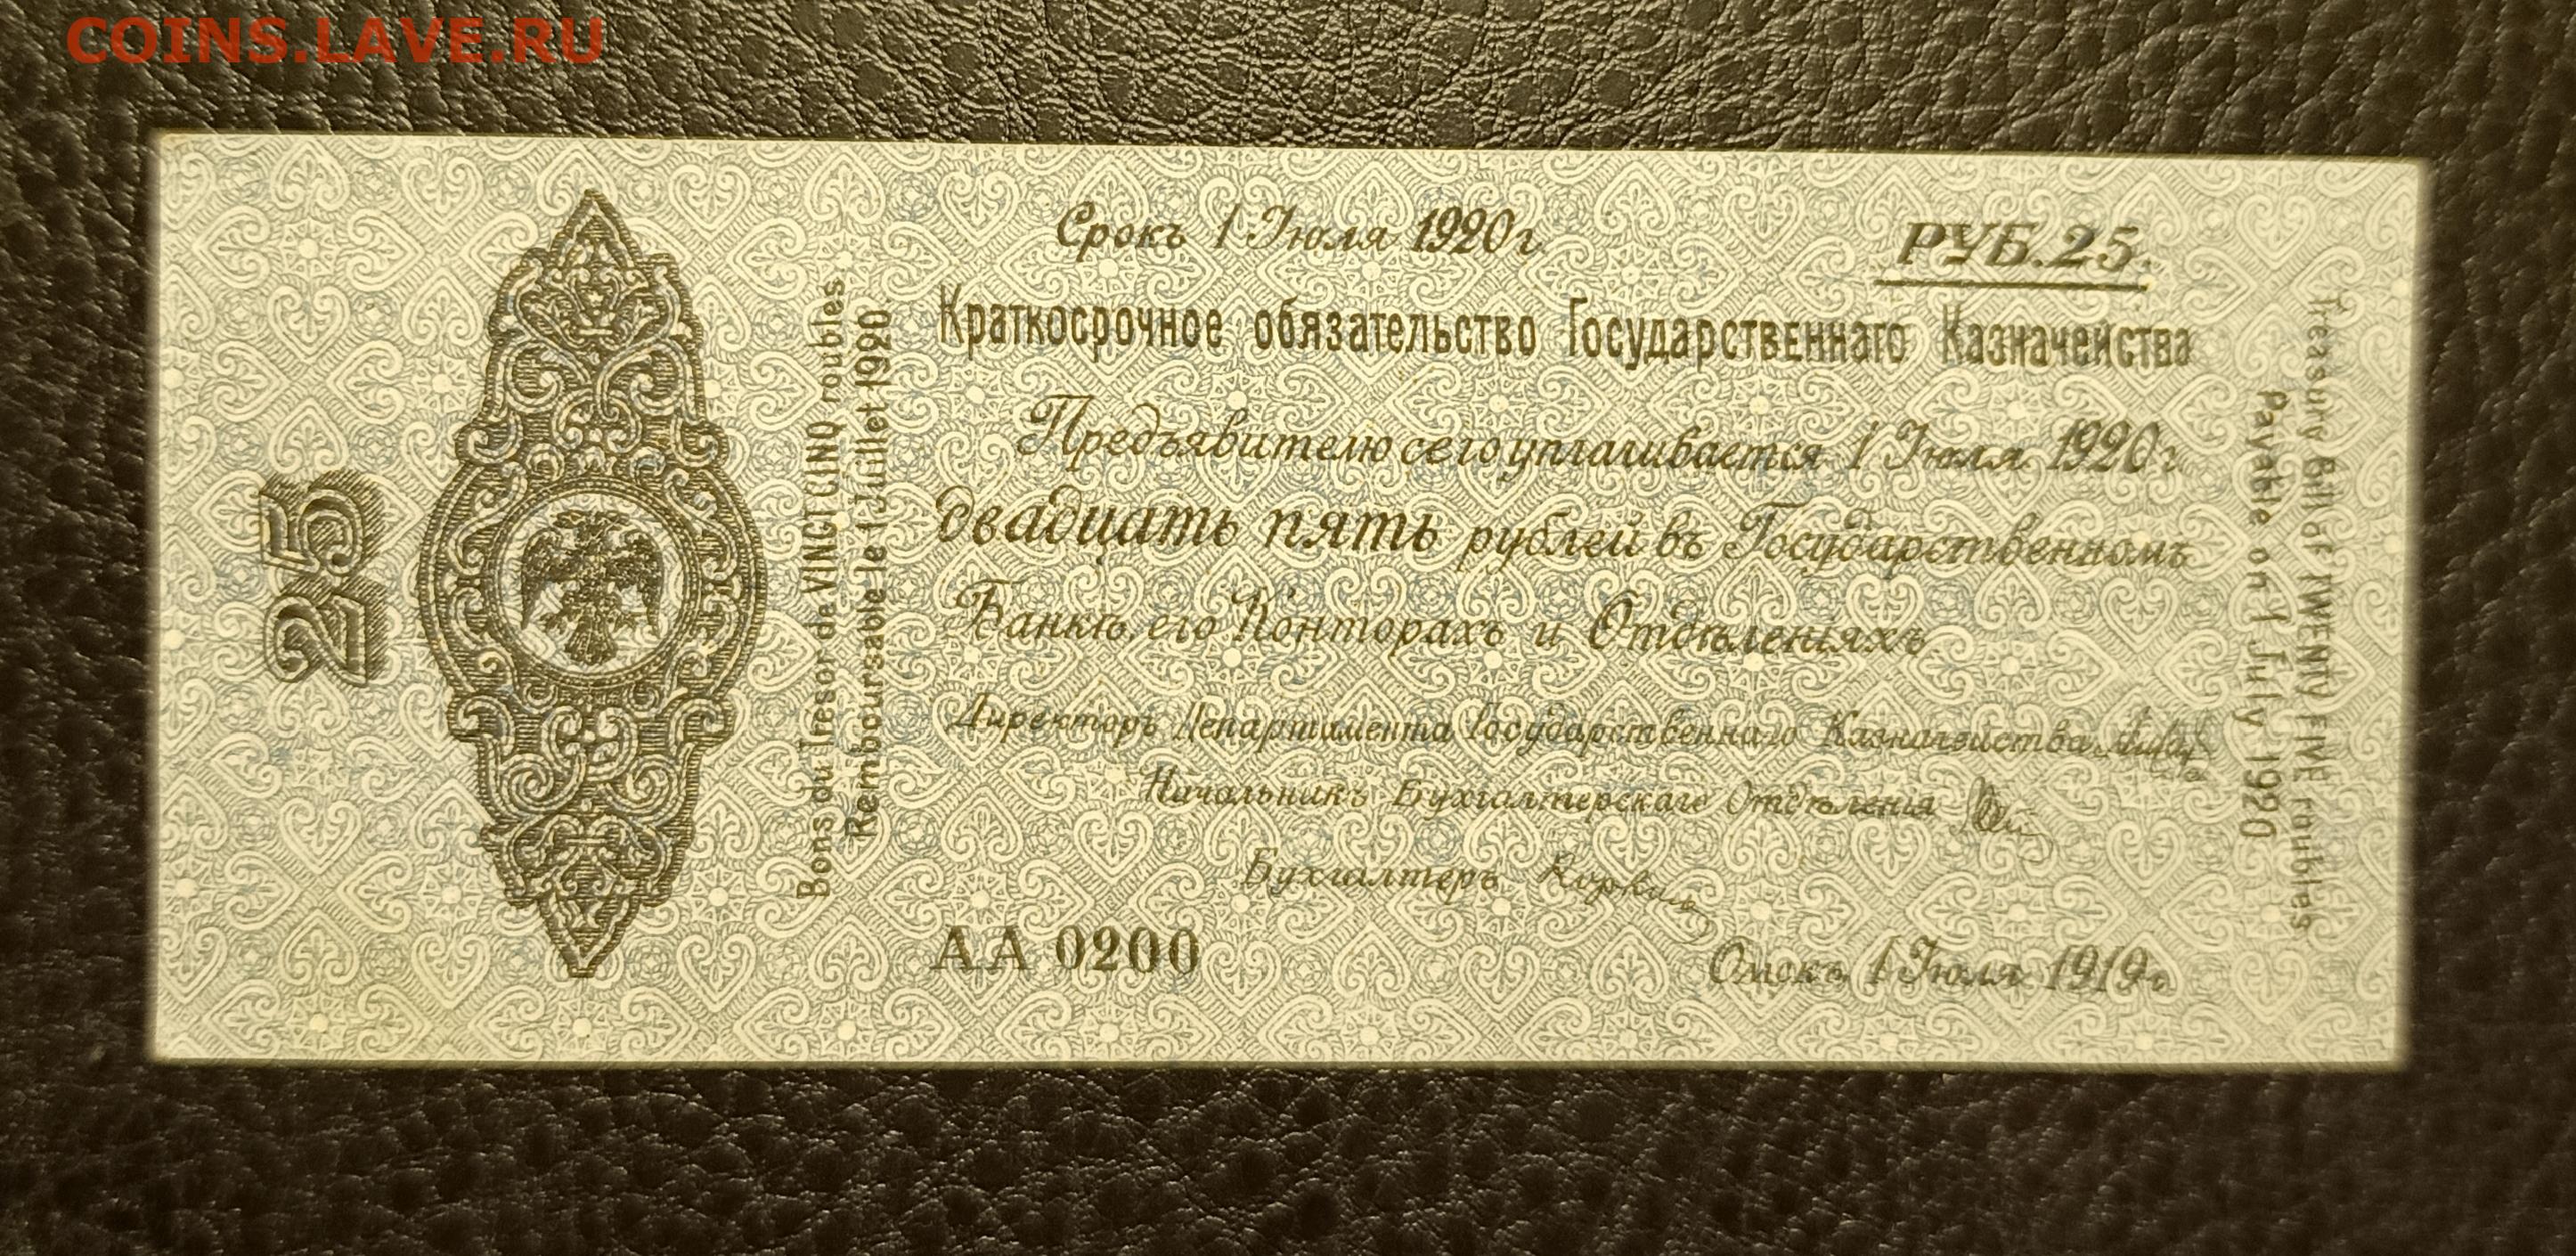 COINS.LAVE.RU
25
Bons du Trésor de VINGT CINQ roubles
Remboursable le 1 Juillet 1920.
Срокъ 1 Іюля 1920 г.
РУБ. 25.
Краткосрочное обязательство Государственнаго Казначейства
Предъявителю сего уплачивается 1 Іюля 1920 г.
двадцать пять рублей въ Государственномъ
Банкѣ, его Конторахъ и Отдѣленіяхъ
Директоръ Департамента Государственнаго Казначейства
Начальникъ Бухгалтерскаго Отдѣленія
Бухгалтеръ
АА 0200
Омскъ 1 Іюля 1919 г.
Treasury Bill of TWENTY FIVE roubles
Payable on 1 July 1920